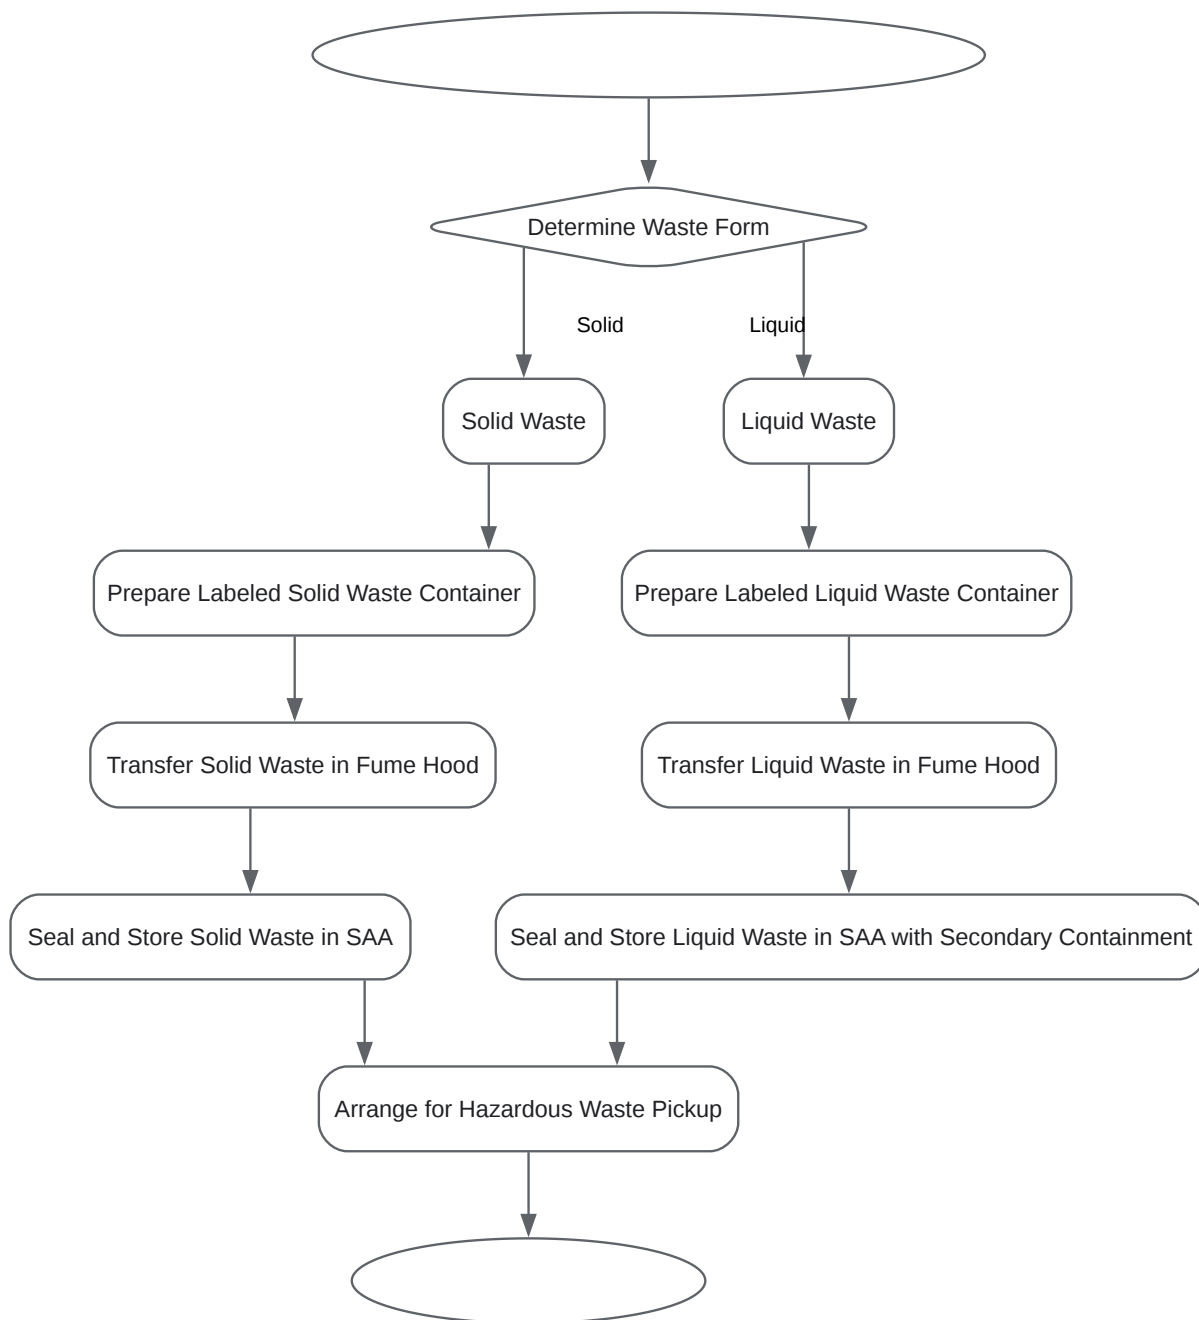 Determine Waste Form
Solid
Liquid
Solid Waste
Liquid Waste
Prepare Labeled Solid Waste Container
Prepare Labeled Liquid Waste Container
Transfer Solid Waste in Fume Hood
Transfer Liquid Waste in Fume Hood
Seal and Store Solid Waste in SAA
Seal and Store Liquid Waste in SAA with Secondary Containment
Arrange for Hazardous Waste Pickup